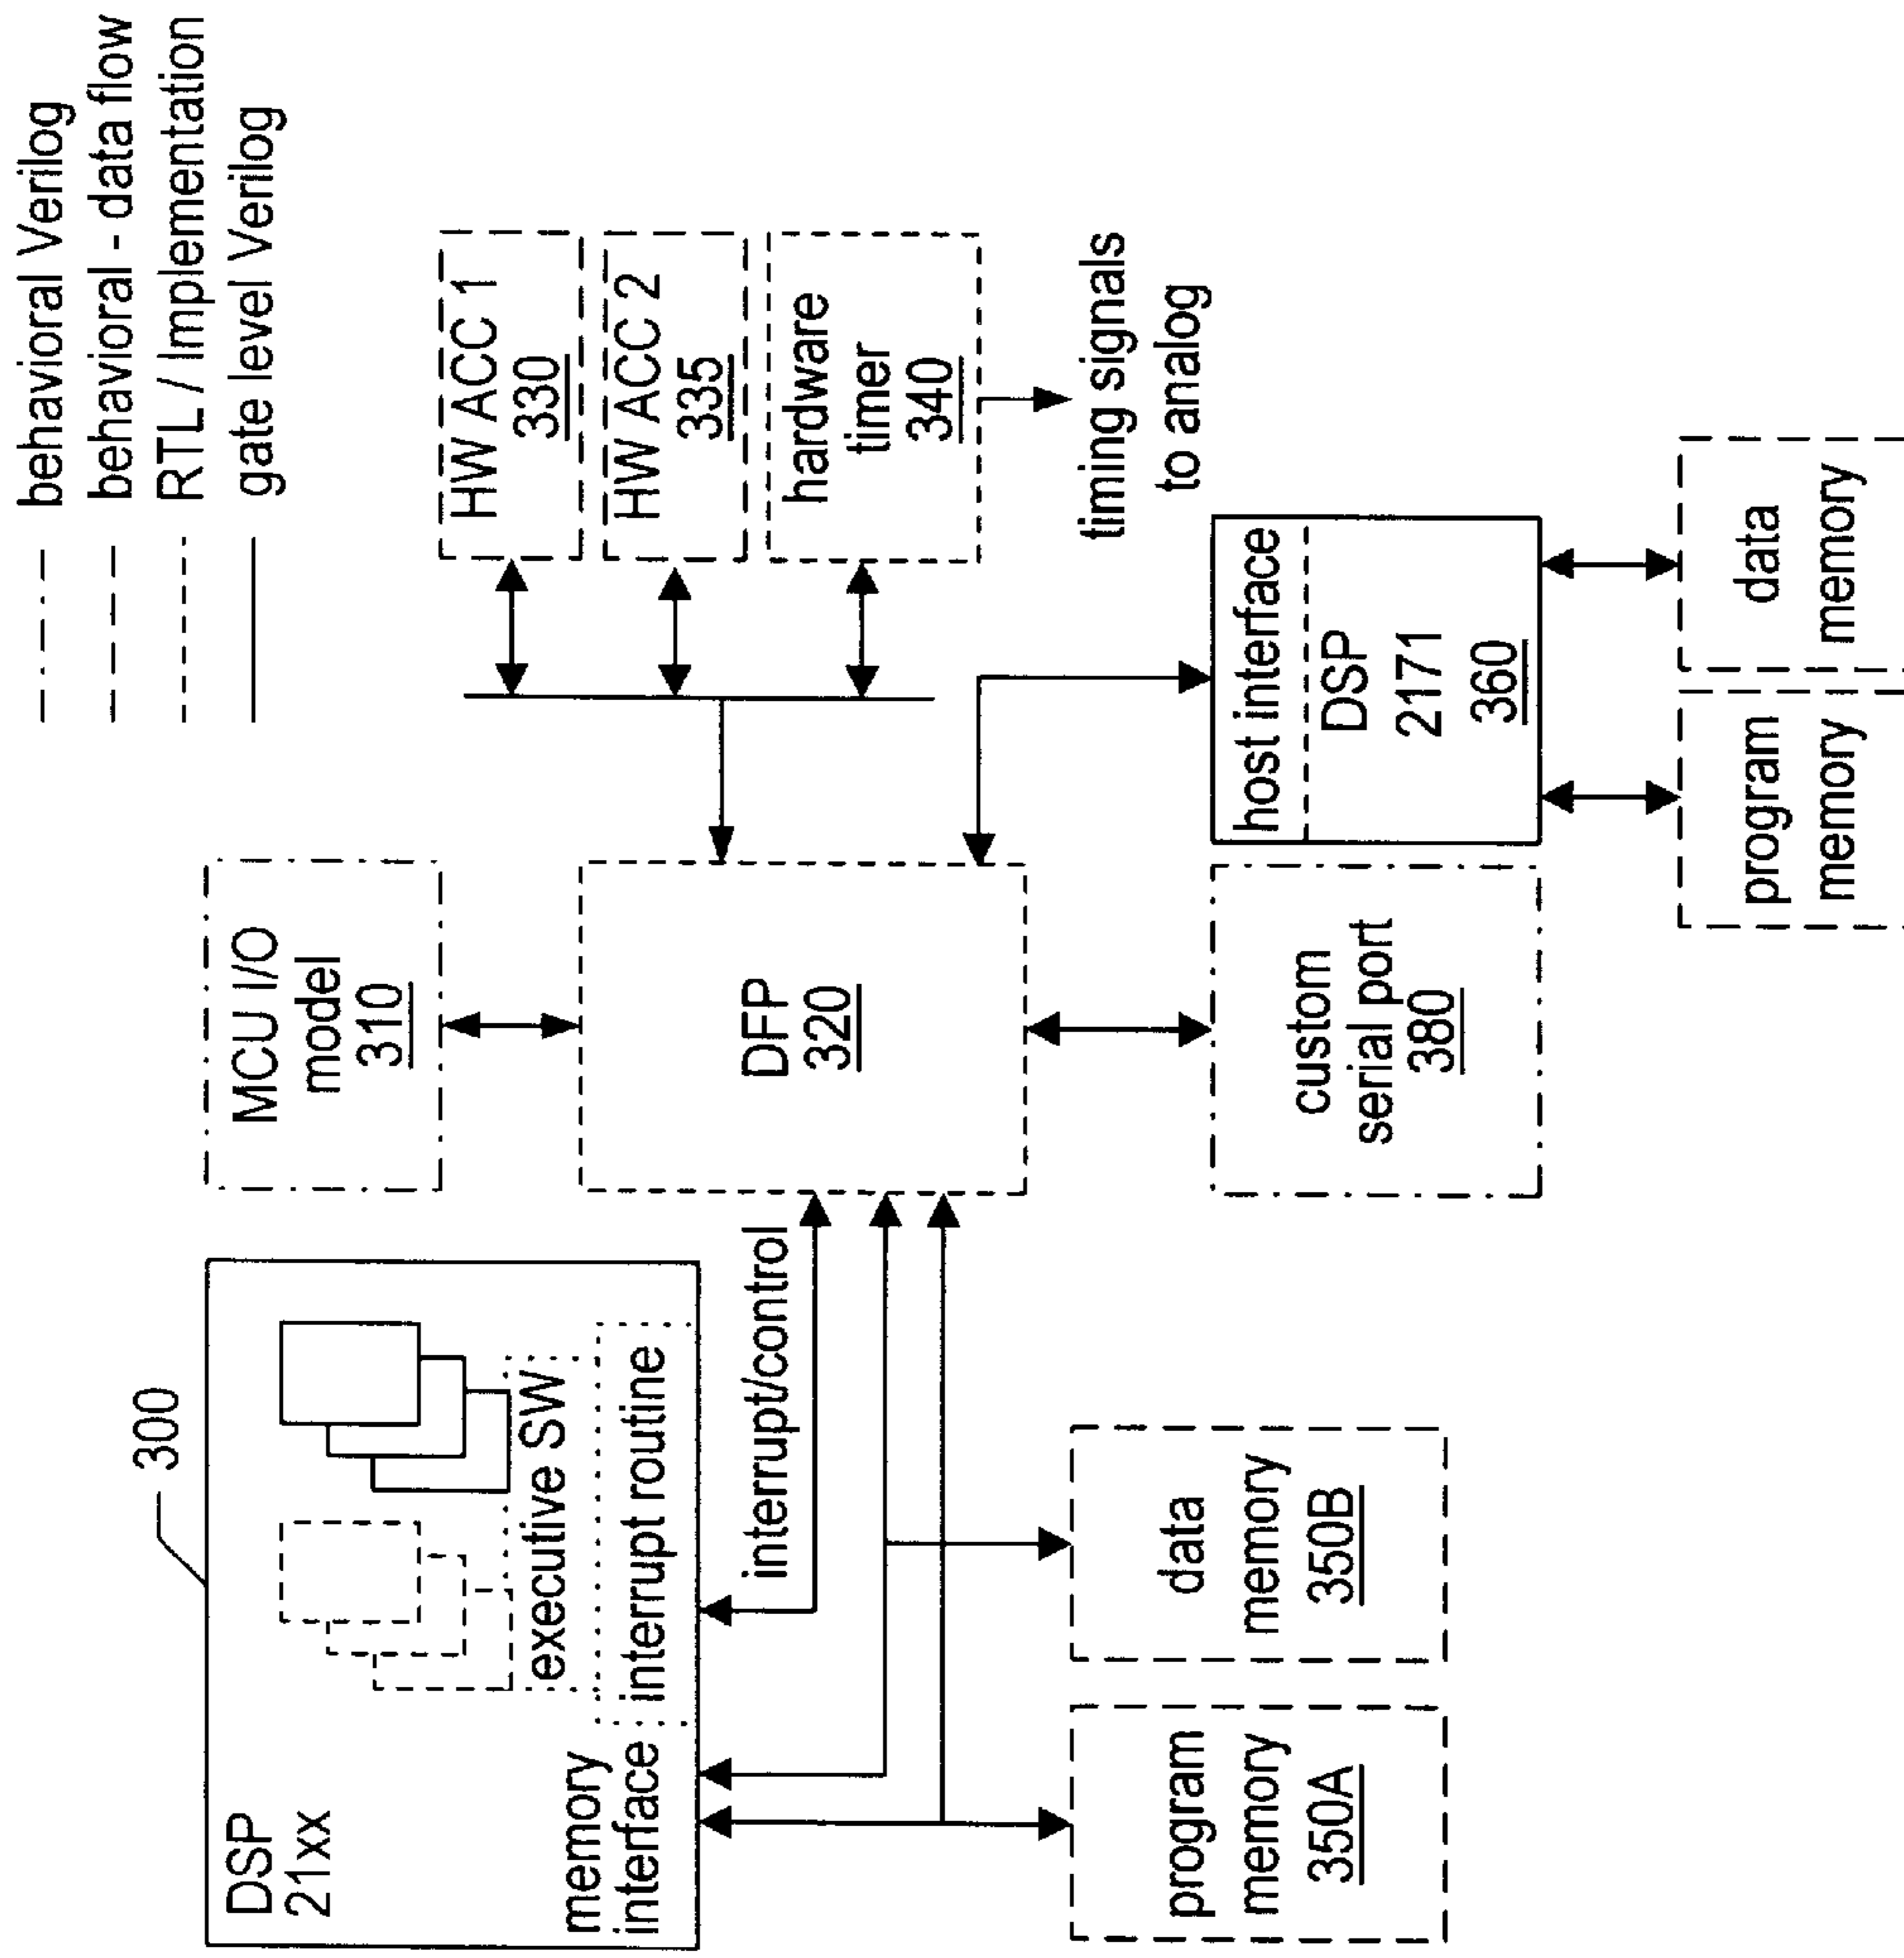 behavioral Verilog
behavioral - data flow
RTL / Implementation
gate level Verilog
300
DSP
21xx
executive SW
interrupt routine
memory
interface
interrupt/control
MCU I/O
model
310
DFP
320
HW ACC 1
330
HW ACC 2
335
hardware
timer
340
timing signals
to analog
program
memory
350A
data
memory
350B
custom
serial port
380
host interface
DSP
2171
360
program
memory
data
memory